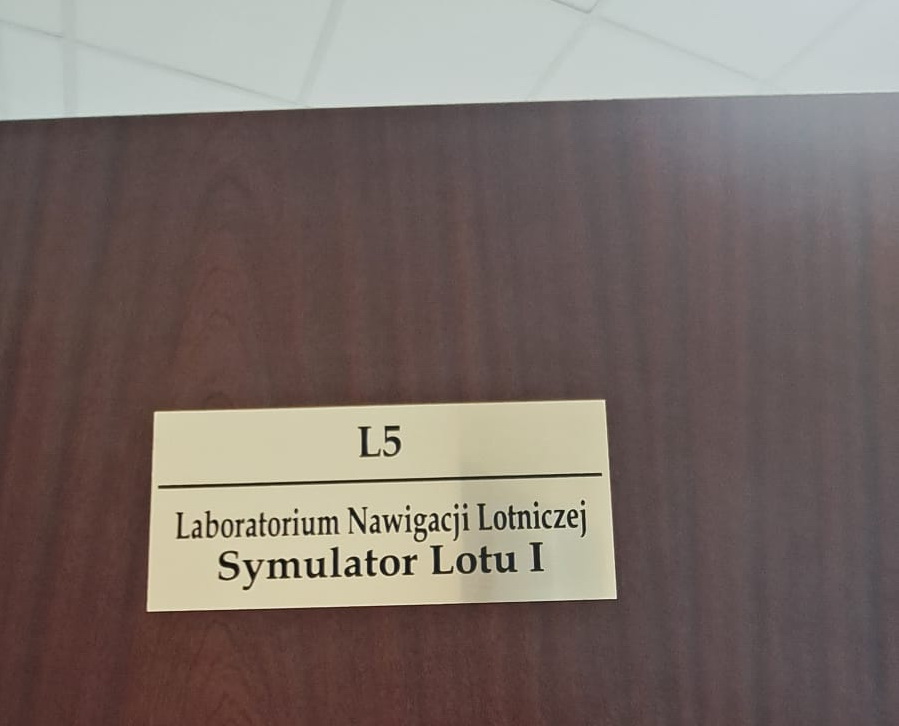 L5
Laboratorium Nawigacji Lotniczej
Symulator Lotu I